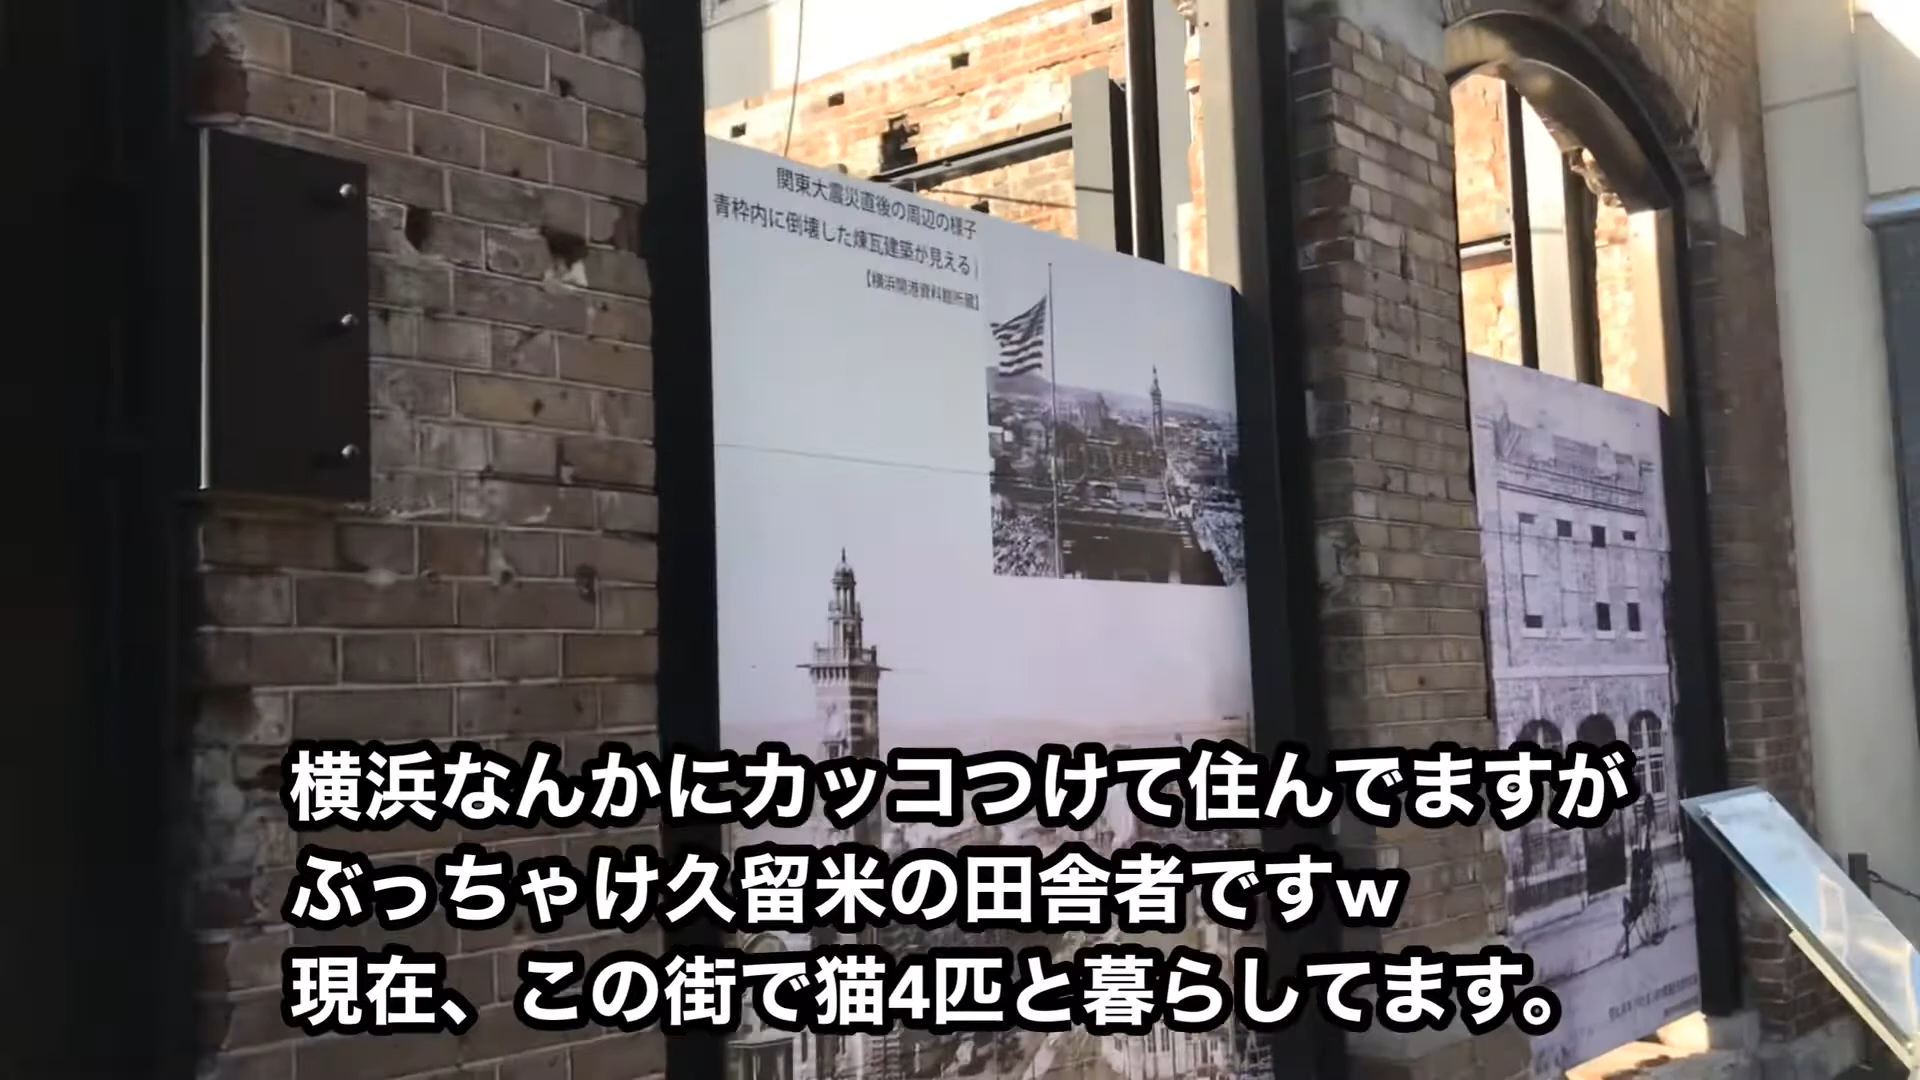 関東大震災直後の周辺の様子
青枠内に倒壊した煉瓦建築が見える
【横浜開港資料館所蔵】
横浜なんかにカッコつけて住んでますが
ぶっちゃけ久留米の田舎者ですw
現在、この街で猫4匹と暮らしてます。